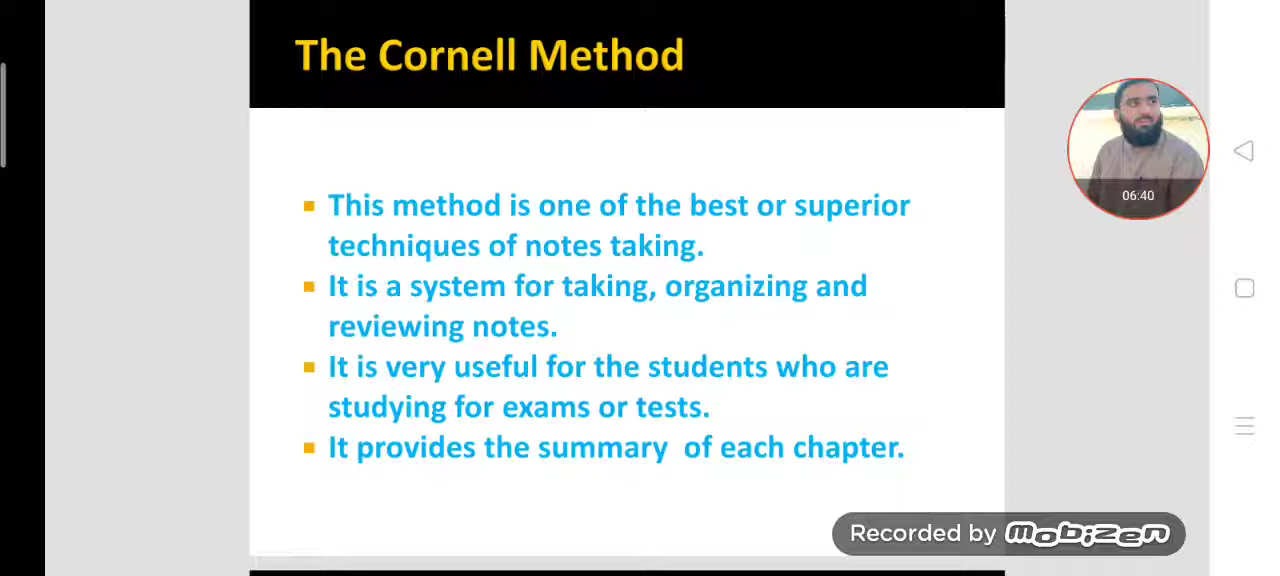 The Cornell Method
This method is one of the best or superior
techniques of notes taking.
It is a system for taking, organizing and
reviewing notes.
It is very useful for the students who are
studying for exams or tests.
It provides the summary of each chapter.
06:40
Recorded by mobizen